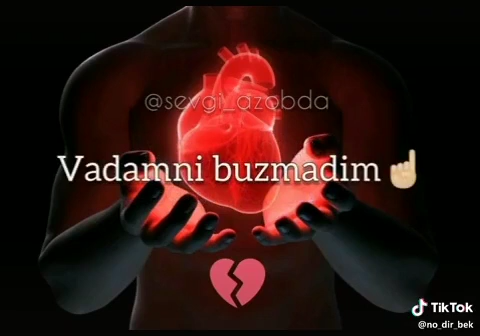 @sevgi_azobda
Vadamni buzmadim☝🏼
💔
TikTok
@no_dir_bek